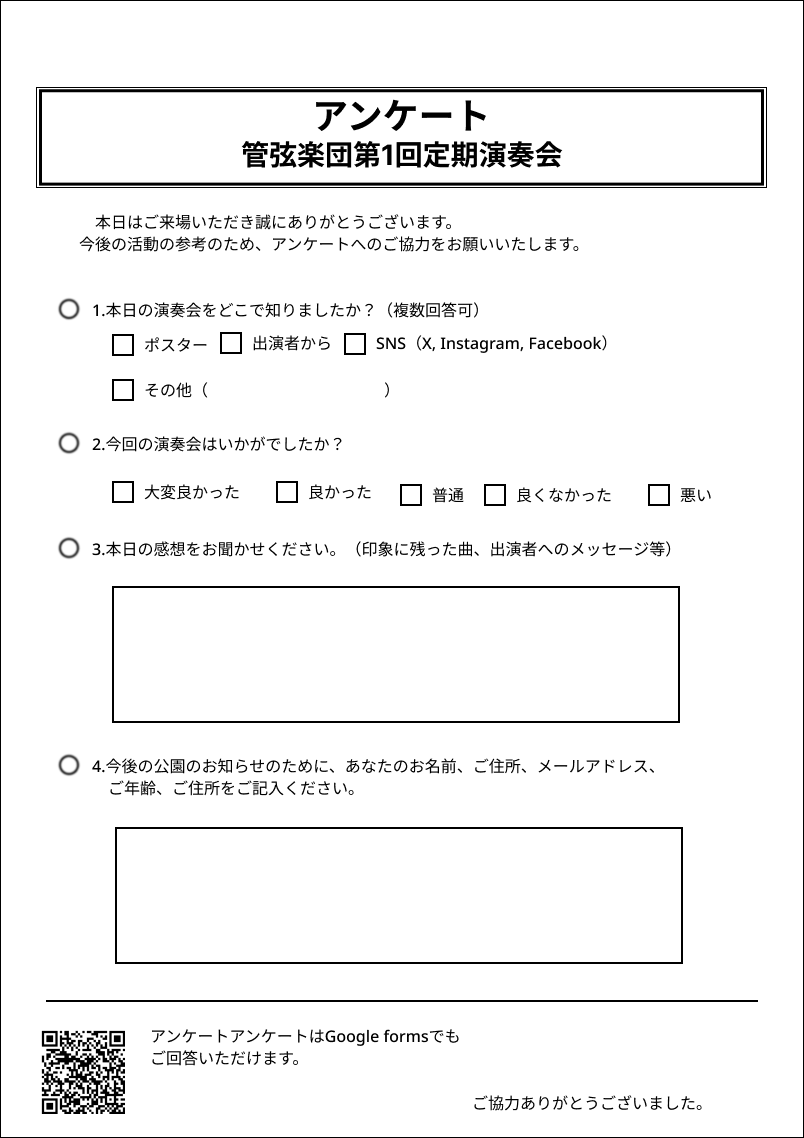 アンケート
管弦楽団第1回定期演奏会
本日はご来場いただき誠にありがとうございます。
今後の活動の参考のため、アンケートへのご協力をお願いいたします。
1.本日の演奏会をどこで知りましたか？（複数回答可）
ポスター 出演者から SNS（X, Instagram, Facebook）
その他（ ）
2.今回の演奏会はいかがでしたか？
大変良かった 良かった 普通 良くなかった 悪い
3.本日の感想をお聞かせください。（印象に残った曲、出演者へのメッセージ等）
4.今後の公園のお知らせのために、あなたのお名前、ご住所、メールアドレス、
ご年齢、ご住所をご記入ください。
アンケートアンケートはGoogle formsでも
ご回答いただけます。
ご協力ありがとうございました。